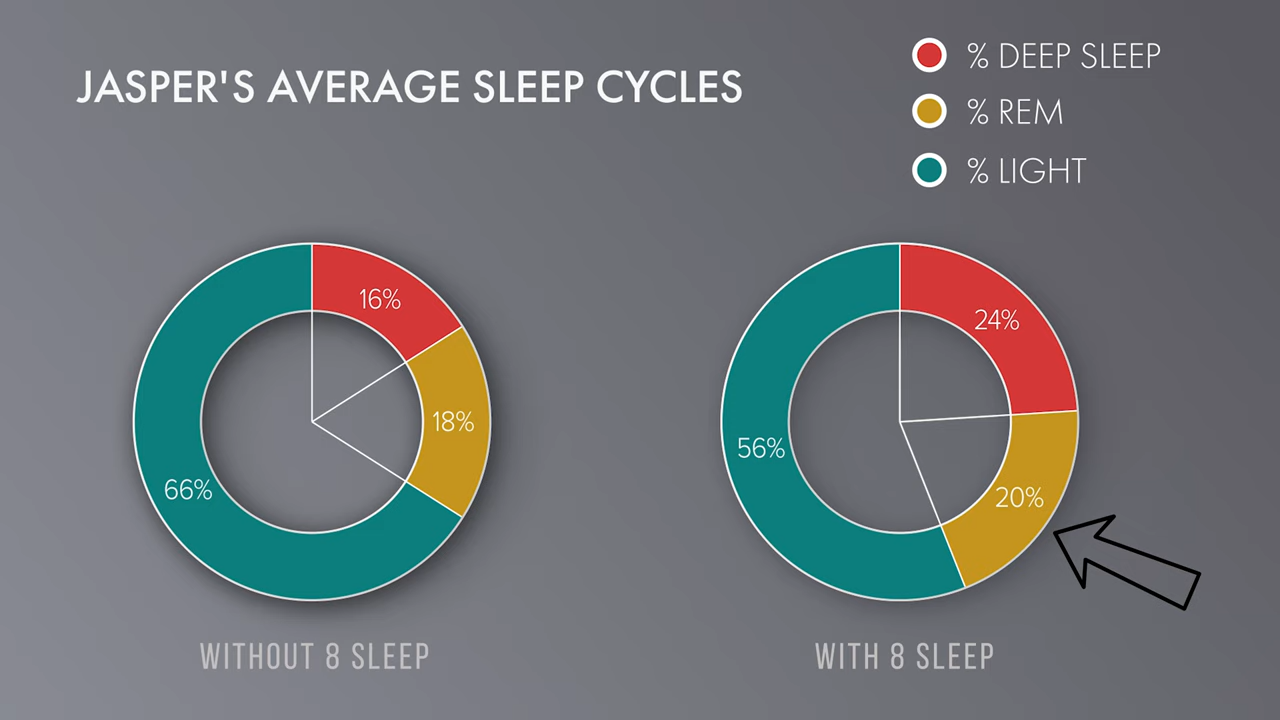 JASPER'S AVERAGE SLEEP CYCLES
% DEEP SLEEP
% REM
% LIGHT
16%
18%
66%
24%
20%
56%
WITHOUT 8 SLEEP
WITH 8 SLEEP